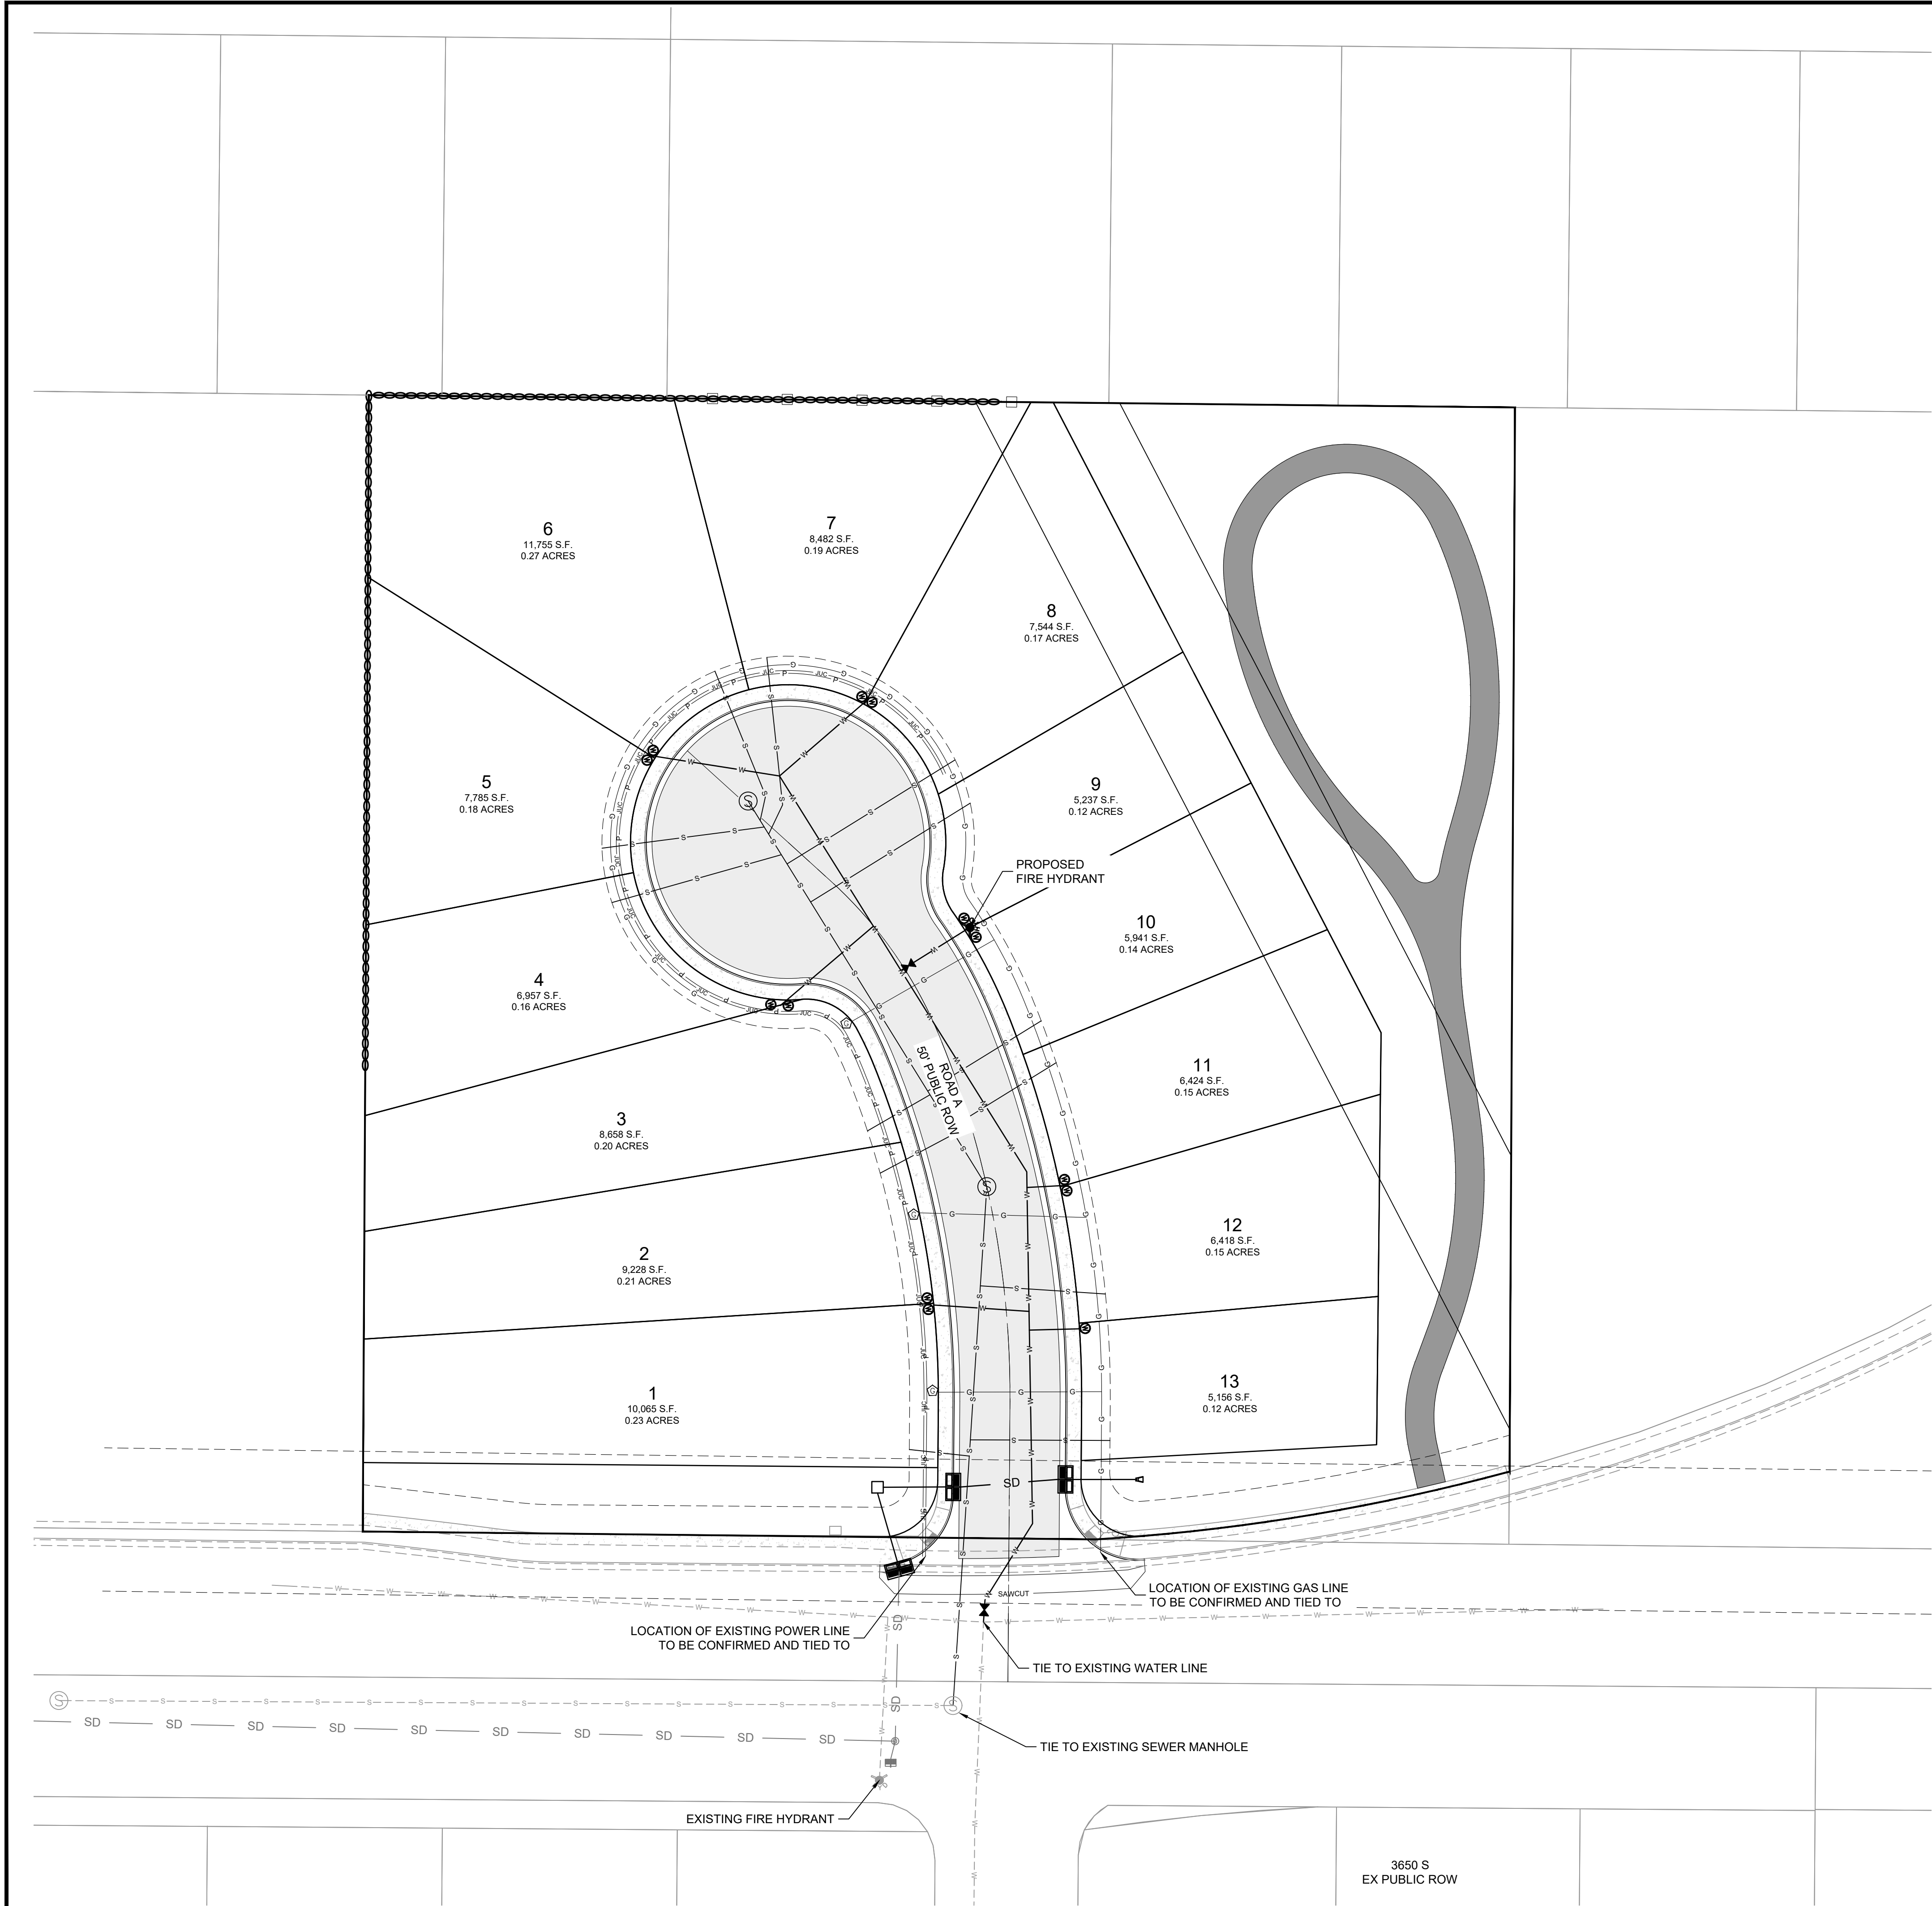 6
11,755 S.F.
0.27 ACRES
7
8,482 S.F.
0.19 ACRES
8
7,544 S.F.
0.17 ACRES
5
7,785 S.F.
0.18 ACRES
9
5,237 S.F.
0.12 ACRES
PROPOSED
FIRE HYDRANT
10
5,941 S.F.
0.14 ACRES
4
6,957 S.F.
0.16 ACRES
11
6,424 S.F.
0.15 ACRES
ROAD A
50' PUBLIC ROW
3
8,658 S.F.
0.20 ACRES
12
6,418 S.F.
0.15 ACRES
2
9,228 S.F.
0.21 ACRES
13
5,156 S.F.
0.12 ACRES
1
10,065 S.F.
0.23 ACRES
SD
SAWCUT
LOCATION OF EXISTING GAS LINE
TO BE CONFIRMED AND TIED TO
LOCATION OF EXISTING POWER LINE
TO BE CONFIRMED AND TIED TO
SD
TIE TO EXISTING WATER LINE
SD
SD SD SD SD SD SD SD SD SD SD
TIE TO EXISTING SEWER MANHOLE
EXISTING FIRE HYDRANT
3650 S
EX PUBLIC ROW